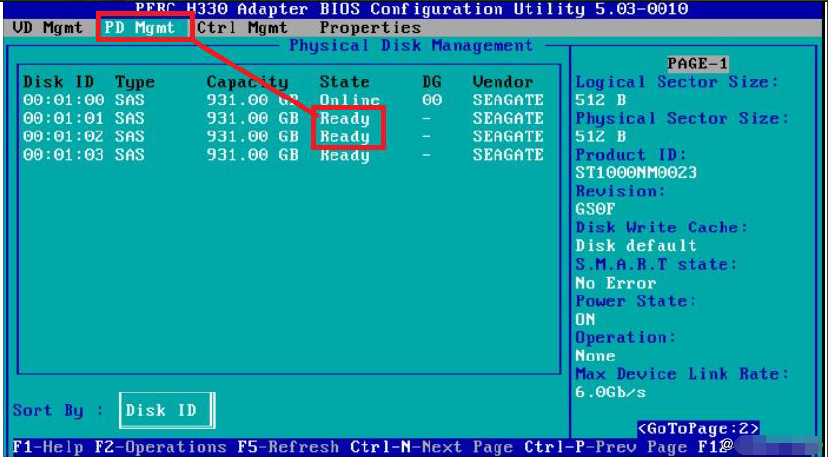 PERC H330 Adapter BIOS Configuration Utility 5.03-0010
VD Mgmt PD Mgmt Ctrl Mgmt Properties
Physical Disk Management
Disk ID Type Capacity State DG Vendor
00:01:00 SAS 931.00 GB Online 00 SEAGATE
00:01:01 SAS 931.00 GB Ready - SEAGATE
00:01:02 SAS 931.00 GB Ready - SEAGATE
00:01:03 SAS 931.00 GB Ready - SEAGATE
Sort By : Disk ID
PAGE-1
Logical Sector Size:
512 B
Physical Sector Size:
512 B
Product ID:
ST1000NM0023
Revision:
GS0F
Disk Write Cache:
Disk default
S.M.A.R.T state:
No Error
Power State:
ON
Operation:
None
Max Device Link Rate:
6.0Gb/s
<GoToPage:2>
F1-Help F2-Operations F5-Refresh Ctrl-N-Next Page Ctrl-P-Prev Page F12